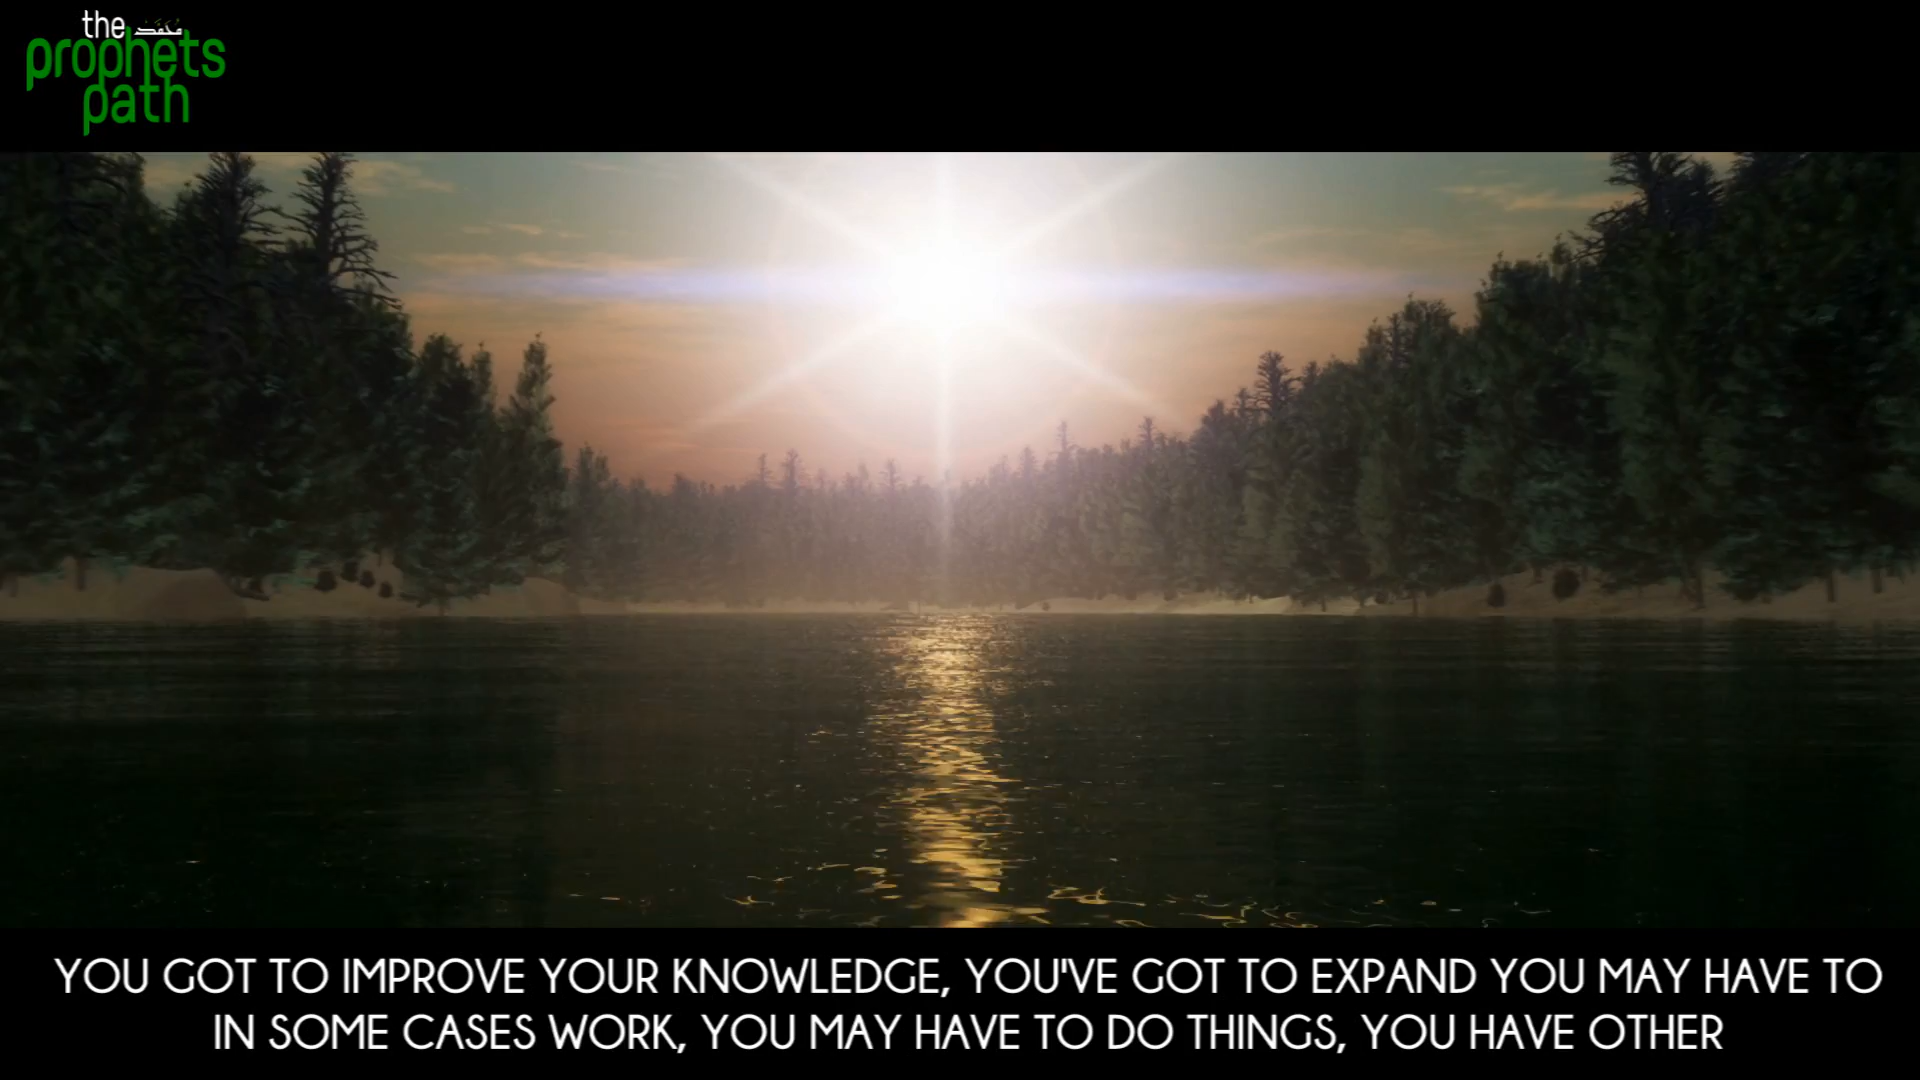 the مُحَمَّد
prophets
path
YOU GOT TO IMPROVE YOUR KNOWLEDGE, YOU'VE GOT TO EXPAND YOU MAY HAVE TO
IN SOME CASES WORK, YOU MAY HAVE TO DO THINGS, YOU HAVE OTHER